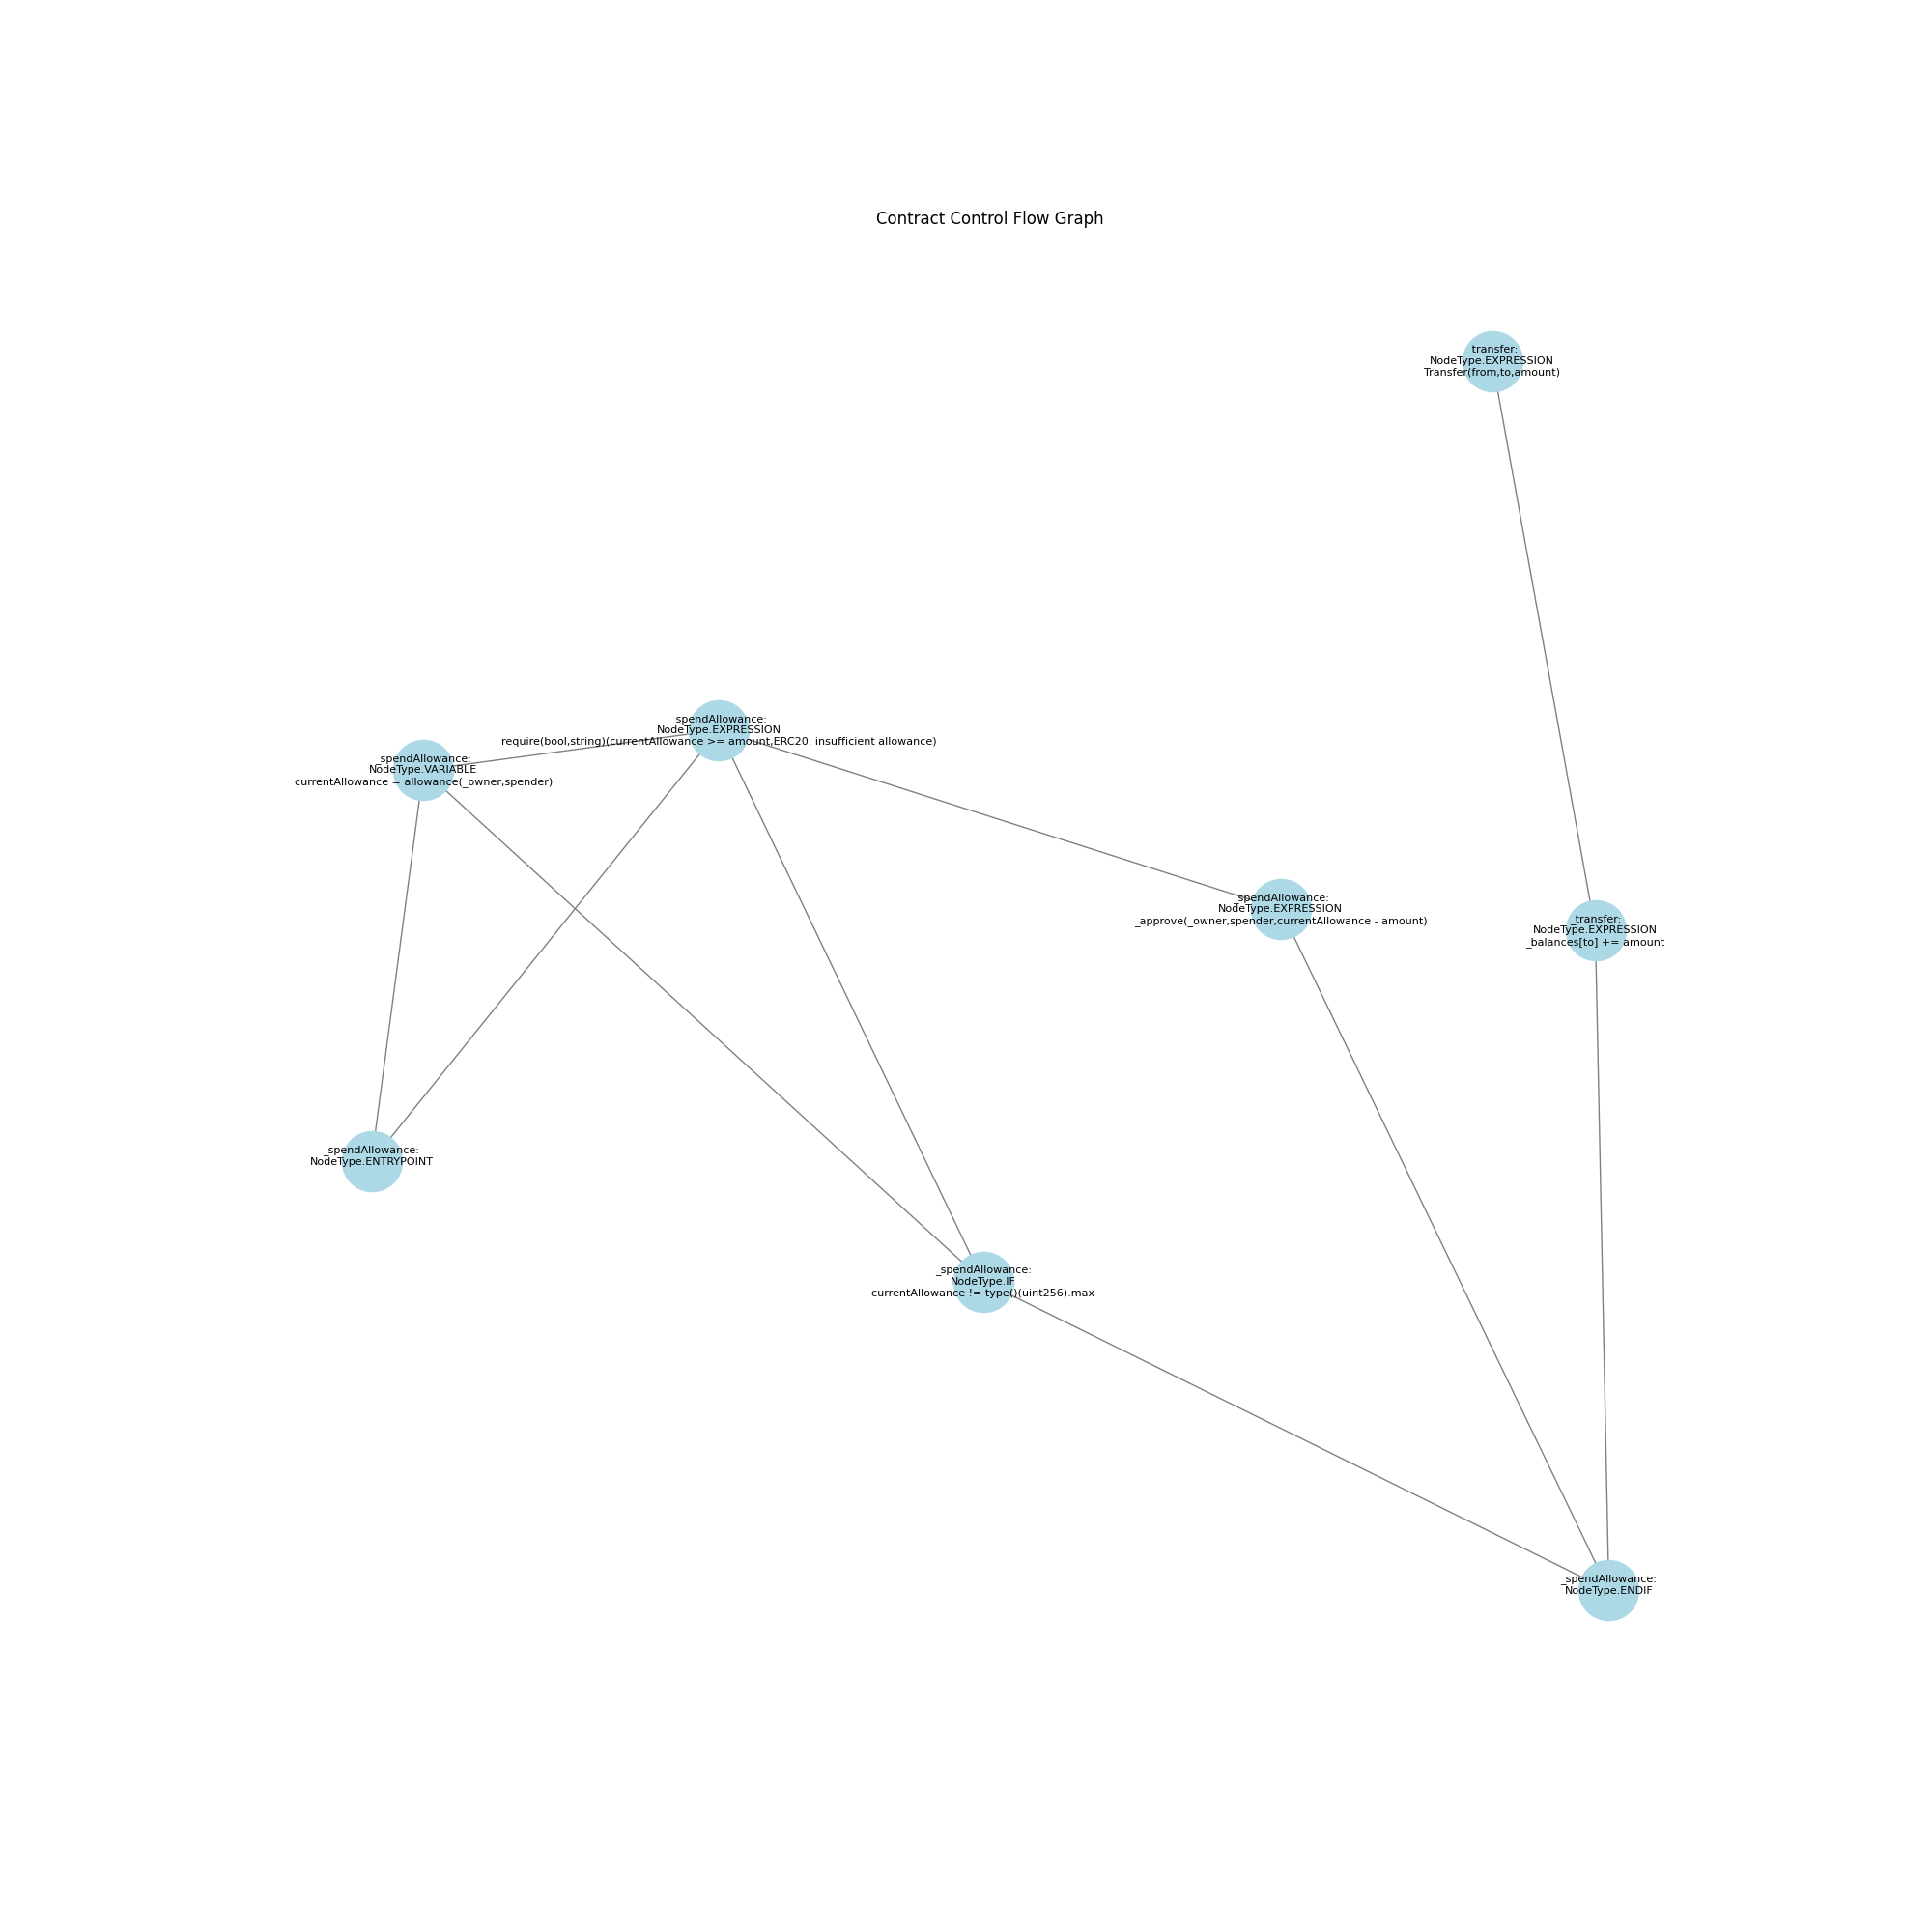 Contract Control Flow Graph
_transfer:
NodeType.EXPRESSION
Transfer(from,to,amount)
_spendAllowance:
NodeType.EXPRESSION
require(bool,string)(currentAllowance >= amount,ERC20: insufficient allowance)
_spendAllowance:
NodeType.VARIABLE
currentAllowance = allowance(_owner,spender)
_spendAllowance:
NodeType.EXPRESSION
_approve(_owner,spender,currentAllowance - amount)
_transfer:
NodeType.EXPRESSION
_balances[to] += amount
_spendAllowance:
NodeType.ENTRYPOINT
_spendAllowance:
NodeType.IF
currentAllowance != type()(uint256).max
_spendAllowance:
NodeType.ENDIF